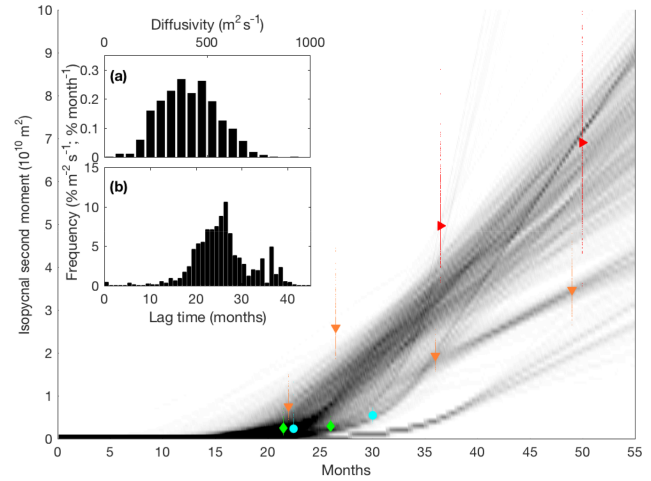 Diffusivity (m² s⁻¹)
0 500 1000
(a)
0.3
0.2
0.1
0
(b)
15
10
5
0
Frequency (% m⁻² s⁻¹; % month⁻¹)
0 10 20 30 40
Lag time (months)
10
9
8
7
6
5
4
3
2
1
0
Isopycnal second moment (10¹⁰ m²)
0 5 10 15 20 25 30 35 40 45 50 55
Months